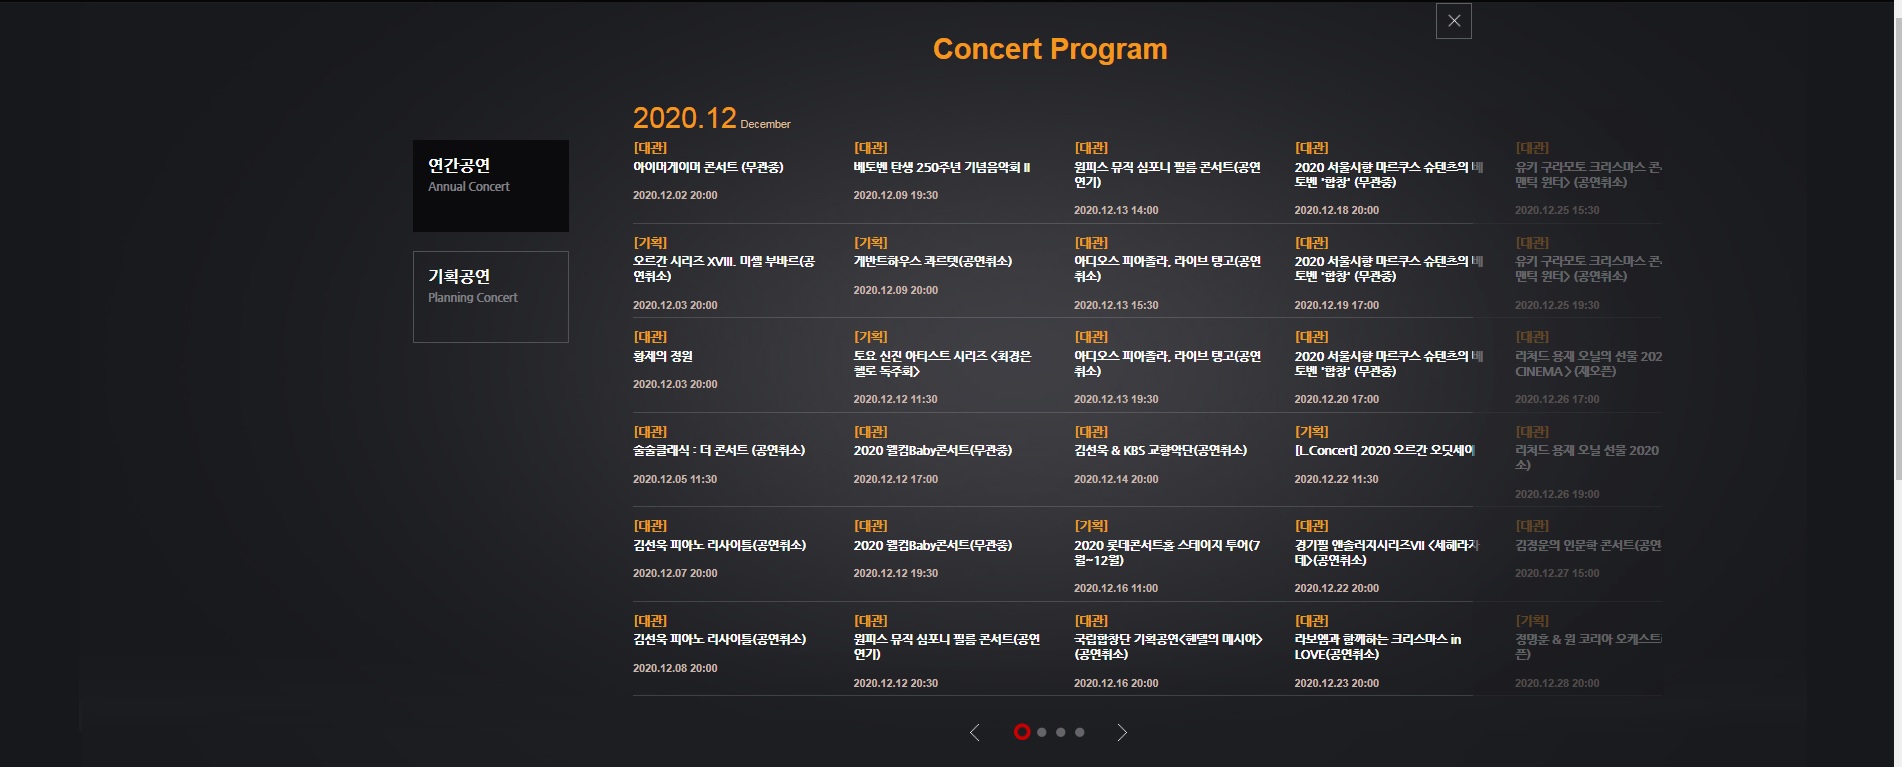 Concert Program
연간공연
Annual Concert
기획공연
Planning Concert
2020.12 December
[대관]
아이머게이머 콘서트 (무관중)
2020.12.02 20:00
[기획]
오르간 시리즈 XVIII. 미셸 부바르(공
연취소)
2020.12.03 20:00
[대관]
황제의 정원
2020.12.03 20:00
[대관]
술술클래식 : 더 콘서트 (공연취소)
2020.12.05 11:30
[대관]
김선욱 피아노 리사이틀(공연취소)
2020.12.07 20:00
[대관]
김선욱 피아노 리사이틀(공연취소)
2020.12.08 20:00
[대관]
베토벤 탄생 250주년 기념음악회 II
2020.12.09 19:30
[기획]
게반트하우스 콰르텟(공연취소)
2020.12.09 20:00
[기획]
토요 신진 아티스트 시리즈 <최경은
첼로 독주회>
2020.12.12 11:30
[대관]
2020 웰컴Baby콘서트(무관중)
2020.12.12 17:00
[대관]
2020 웰컴Baby콘서트(무관중)
2020.12.12 19:30
[대관]
원피스 뮤직 심포니 필름 콘서트(공연
연기)
2020.12.12 20:30
[대관]
원피스 뮤직 심포니 필름 콘서트(공연
연기)
2020.12.13 14:00
[대관]
아디오스 피아졸라, 라이브 탱고(공연
취소)
2020.12.13 15:30
[대관]
아디오스 피아졸라, 라이브 탱고(공연
취소)
2020.12.13 19:30
[대관]
김선욱 & KBS 교향악단(공연취소)
2020.12.14 20:00
[기획]
2020 롯데콘서트홀 스테이지 투어(7
월~12월)
2020.12.16 11:00
[대관]
국립합창단 기획공연<헨델의 메시아>
(공연취소)
2020.12.16 20:00
[대관]
2020 서울시향 마르쿠스 슈텐츠의 베
토벤 '합창' (무관중)
2020.12.18 20:00
[대관]
2020 서울시향 마르쿠스 슈텐츠의 베
토벤 '합창' (무관중)
2020.12.19 17:00
[대관]
2020 서울시향 마르쿠스 슈텐츠의 베
토벤 '합창' (무관중)
2020.12.20 17:00
[기획]
[L.Concert] 2020 오르간 오딧세이
2020.12.22 11:30
[대관]
경기필 앤솔러지시리즈VII <세헤라자
데>(공연취소)
2020.12.22 20:00
[대관]
라보엠과 함께하는 크리스마스 in
LOVE(공연취소)
2020.12.23 20:00
[대관]
유키 구라모토 크리스마스 콘
맨틱 윈터> (공연취소)
2020.12.25 15:30
[대관]
유키 구라모토 크리스마스 콘
맨틱 윈터> (공연취소)
2020.12.25 19:30
[대관]
리처드 용재 오닐의 선물 202
CINEMA > (재오픈)
2020.12.26 17:00
[대관]
리처드 용재 오닐 선물 2020
소)
2020.12.26 19:00
[대관]
김정운의 인문학 콘서트(공연
2020.12.27 15:00
[기획]
정명훈 & 원 코리아 오케스트
픈)
2020.12.28 20:00